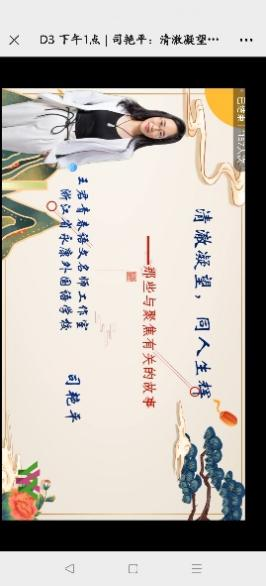 D3 下午1点 | 司艳平：清澈凝望···
清澈凝望，同人生
——那些与聚焦有关的故事
王君青春语文名师工作室
浙江省永康外国语学校 司艳平